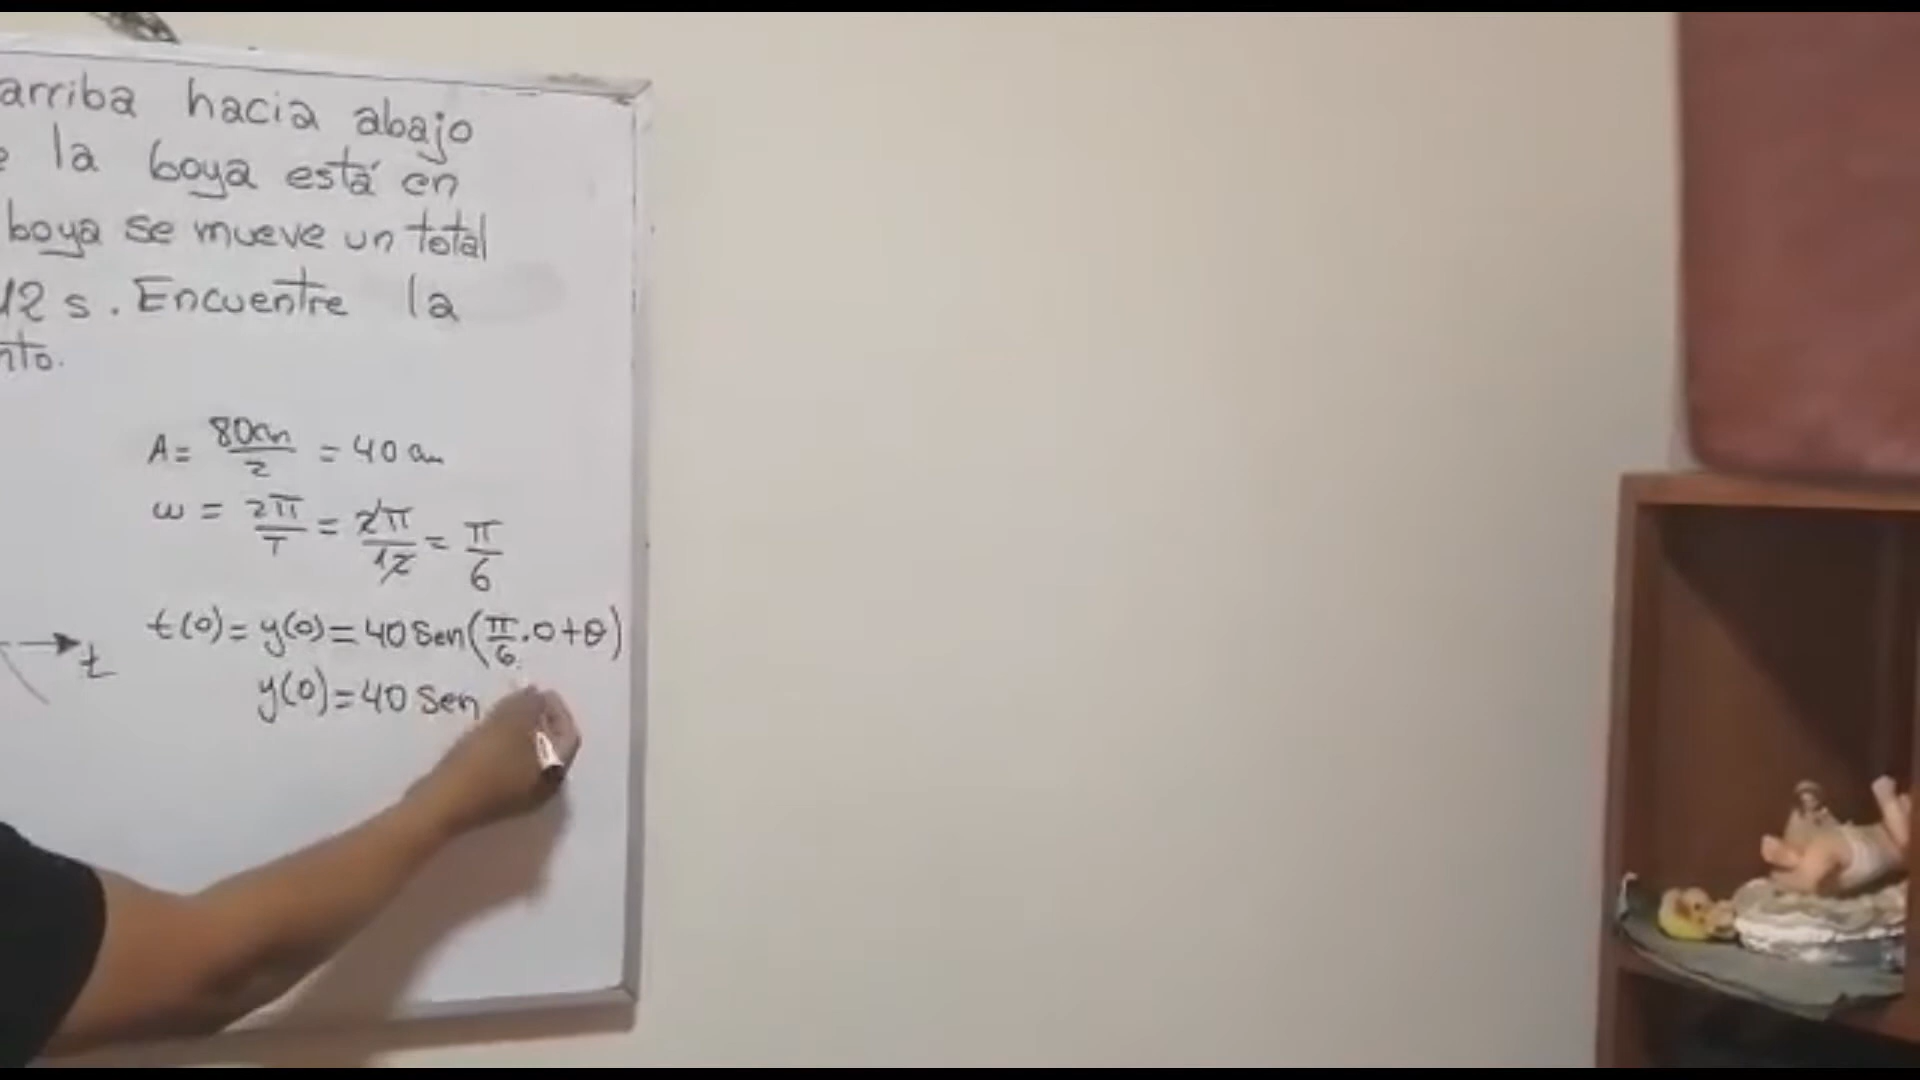 arriba hacia abajo
la boya está en
boya se mueve un total
12 s. Encuentre la
nto.
A = 80cm/2 = 40 cm
ω = 2π/T = 2π/12 = π/6
t(0) = y(0) = 40 Sen(π/6 . 0 + θ)
t
y(0) = 40 Sen